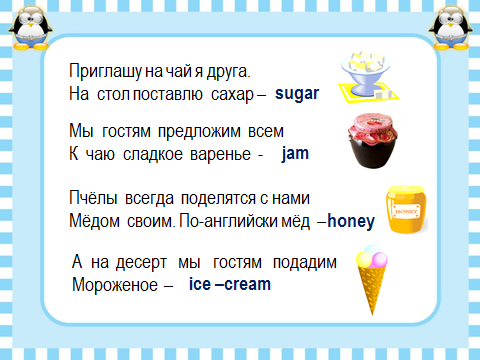 Приглашу на чай я друга.
На стол поставлю сахар – sugar
Мы гостям предложим всем
К чаю сладкое варенье - jam
Пчёлы всегда поделятся с нами
Мёдом своим. По-английски мёд –honey
HONEY
А на десерт мы гостям подадим
Мороженое – ice –cream